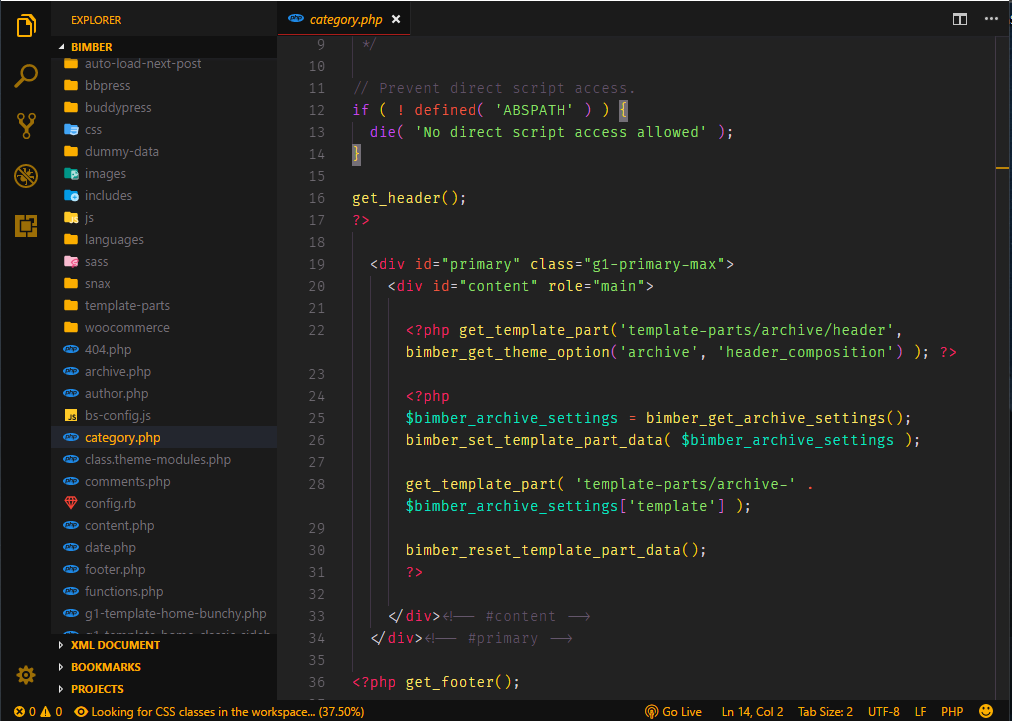 EXPLORER
BIMBER
auto-load-next-post
bbpress
buddypress
css
dummy-data
images
includes
js
languages
sass
snax
template-parts
woocommerce
404.php
archive.php
author.php
bs-config.js
category.php
class.theme-modules.php
comments.php
config.rb
content.php
date.php
footer.php
functions.php
g1-template-home-bunchy.php
XML DOCUMENT
BOOKMARKS
PROJECTS
category.php
9 */
10
11 // Prevent direct script access.
12 if ( ! defined( 'ABSPATH' ) ) {
13 die( 'No direct script access allowed' );
14 }
15
16 get_header();
17 ?>
18
19 <div id="primary" class="g1-primary-max">
20 <div id="content" role="main">
21
22 <?php get_template_part('template-parts/archive/header',
bimber_get_theme_option('archive', 'header_composition') ); ?>
23
24 <?php
25 $bimber_archive_settings = bimber_get_archive_settings();
26 bimber_set_template_part_data( $bimber_archive_settings );
27
28 get_template_part( 'template-parts/archive-' .
$bimber_archive_settings['template'] );
29
30 bimber_reset_template_part_data();
31 ?>
32
33 </div><!-- #content -->
34 </div><!-- #primary -->
35
36 <?php get_footer();
0 0 Looking for CSS classes in the workspace... (37.50%) Go Live Ln 14, Col 2 Tab Size: 2 UTF-8 LF PHP